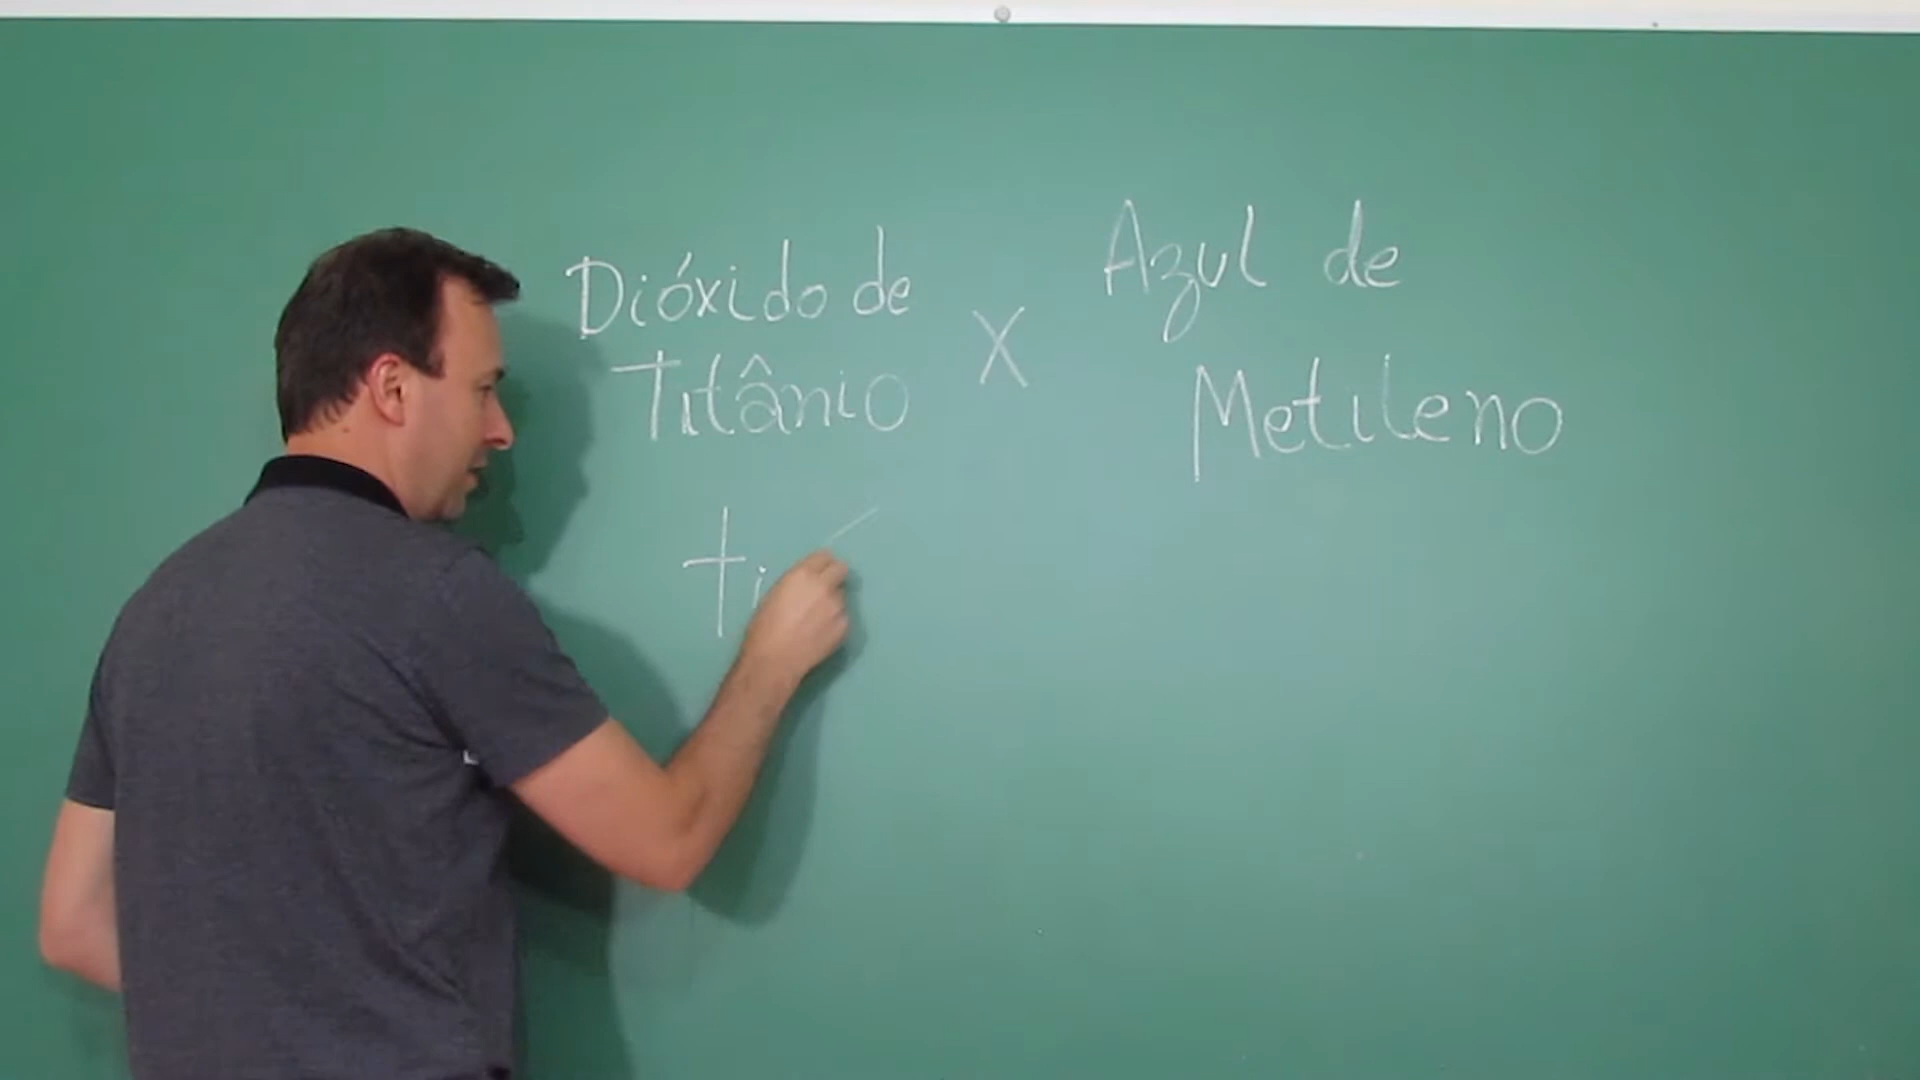 Dióxido de
Titânio
X
Azul de
Metileno
Ti